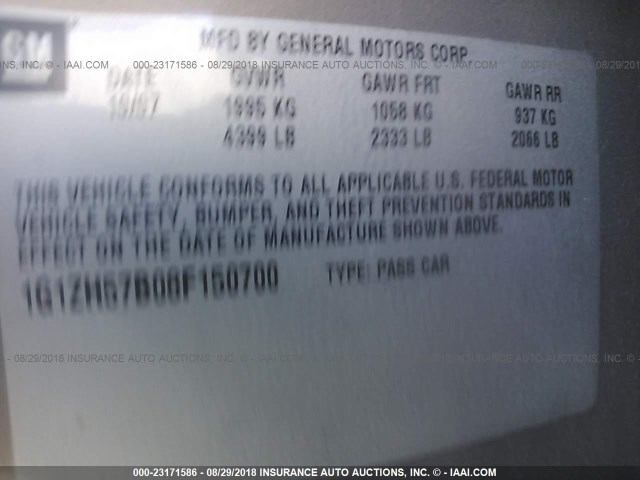 GM
MFD BY GENERAL MOTORS CORP
DATE GVWR GAWR FRT GAWR RR
10/07 1995 KG 1058 KG 937 KG
4399 LB 2333 LB 2066 LB
THIS VEHICLE CONFORMS TO ALL APPLICABLE U.S. FEDERAL MOTOR
VEHICLE SAFETY, BUMPER, AND THEFT PREVENTION STANDARDS IN
EFFECT ON THE DATE OF MANUFACTURE SHOWN ABOVE.
1G1ZH57B08F150700 TYPE: PASS CAR
000-23171586 - 08/29/2018 INSURANCE AUTO AUCTIONS, INC. - © IAAI.COM